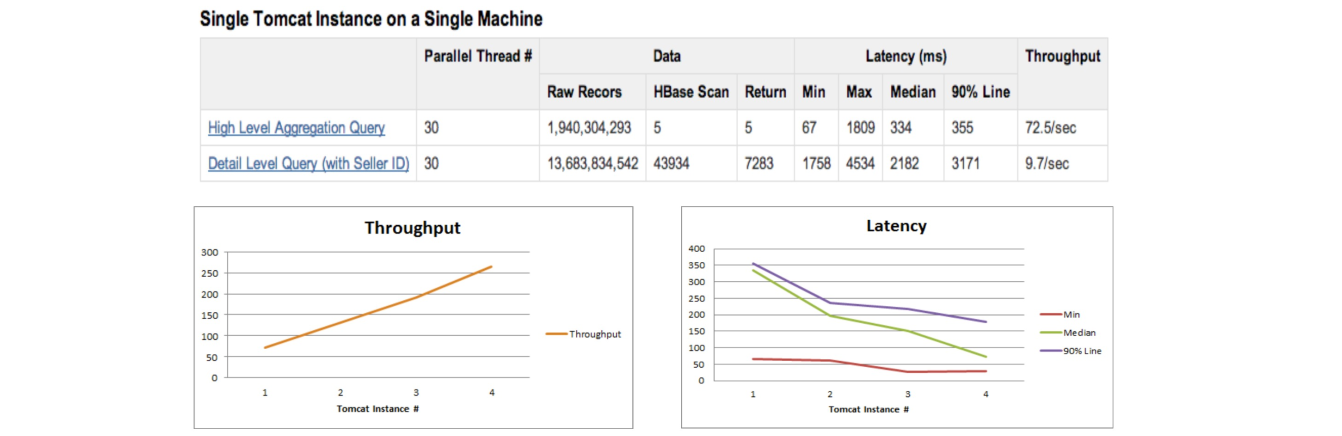 Single Tomcat Instance on a Single Machine
Parallel Thread # Data Latency (ms) Throughput
Raw Recors HBase Scan Return Min Max Median 90% Line
High Level Aggregation Query 30 1,940,304,293 5 5 67 1809 334 355 72.5/sec
Detail Level Query (with Seller ID) 30 13,683,834,542 43934 7283 1758 4534 2182 3171 9.7/sec
Throughput
300
250
200
150
100
50
0
1 2 3 4
Tomcat Instance #
Throughput
Latency
400
350
300
250
200
150
100
50
0
1 2 3 4
Tomcat Instance #
Min
Median
90% Line